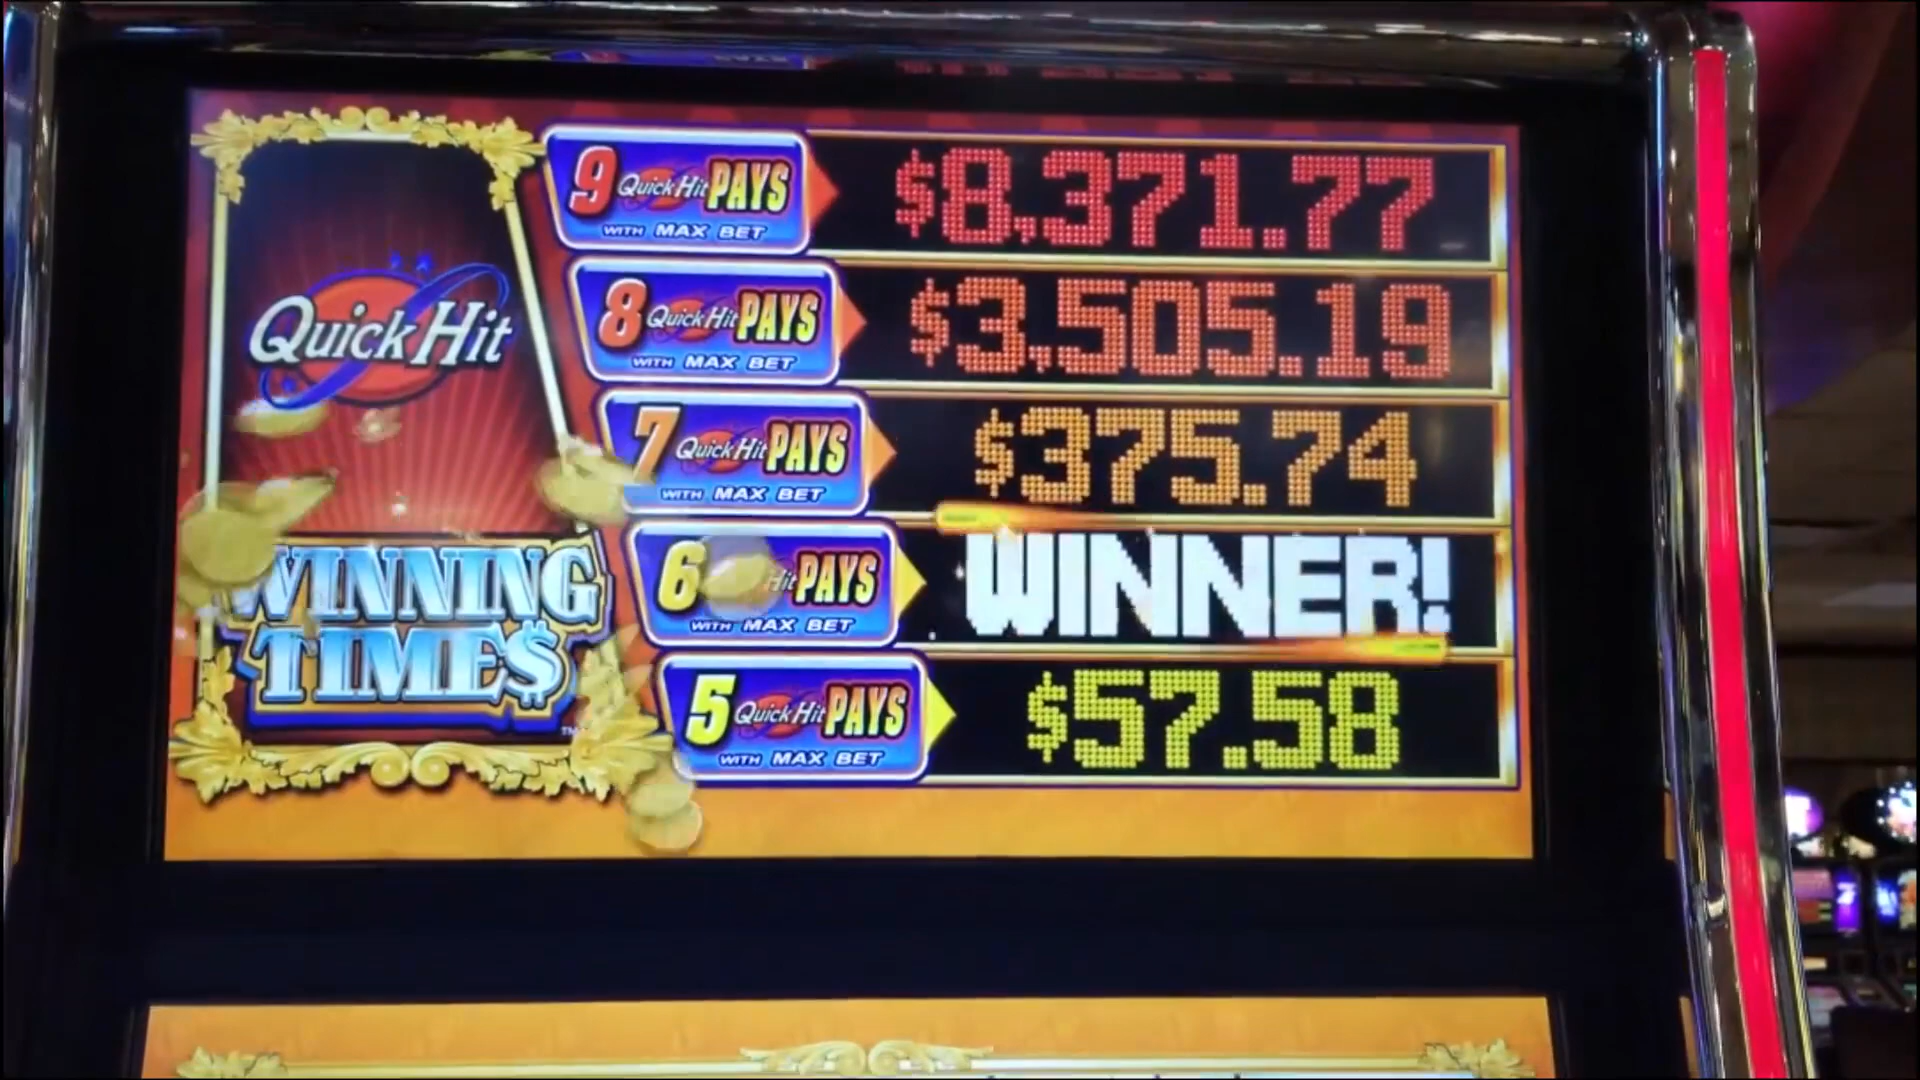 Quick Hit
WINNING
TIME$
TM
9 Quick Hit PAYS
WITH MAX BET
$8,371.77
8 Quick Hit PAYS
WITH MAX BET
$3,505.19
7 Quick Hit PAYS
WITH MAX BET
$375.74
6 Hit PAYS
WITH MAX BET
WINNER!
5 Quick Hit PAYS
WITH MAX BET
$57.58